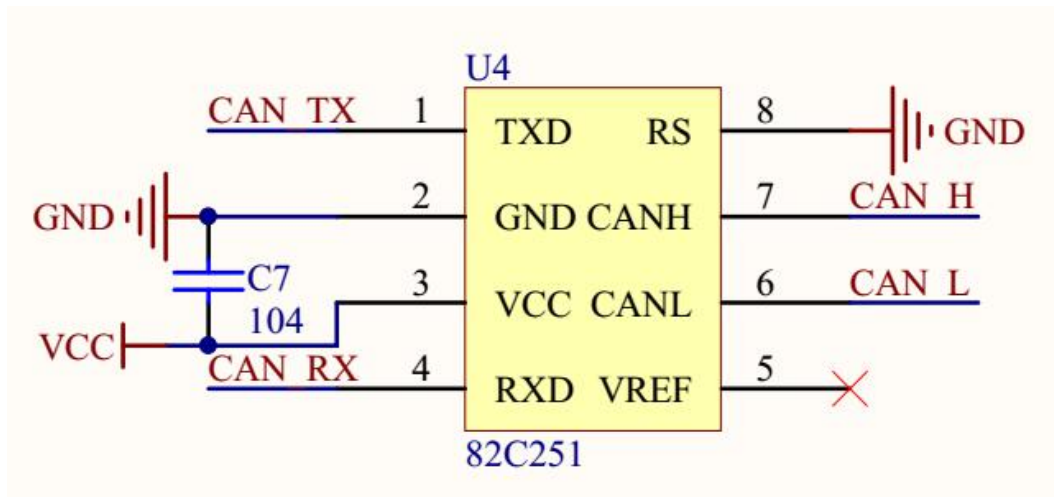 U4
CAN_TX 1 TXD RS 8 GND
GND 2 GND CANH 7 CAN_H
C7
104
3 VCC CANL 6 CAN_L
VCC
CAN_RX 4 RXD VREF 5
82C251